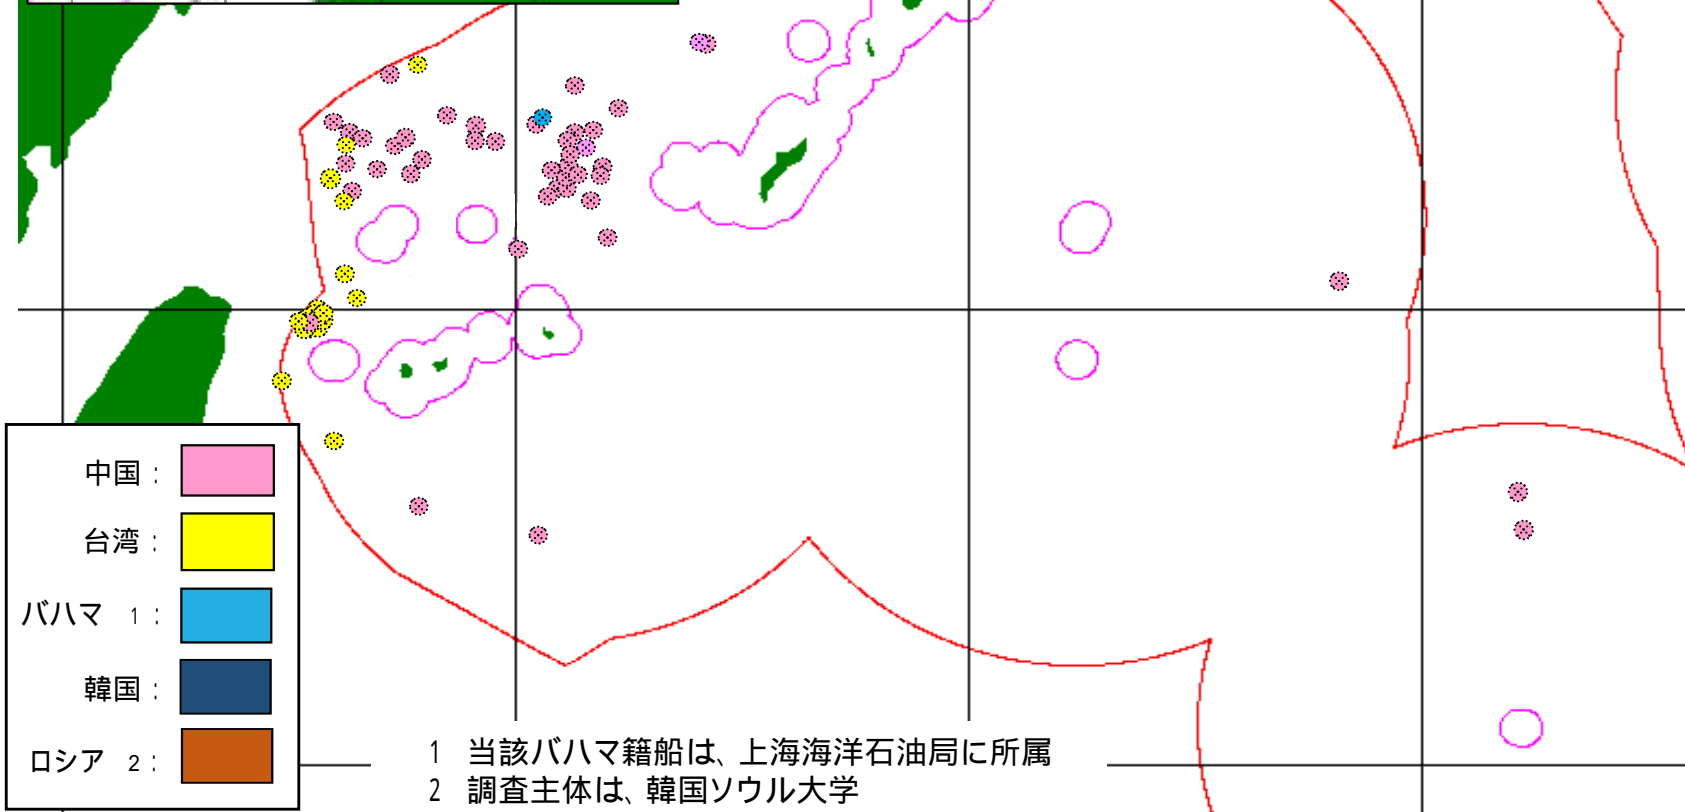 中国:
台湾:
バハマ 1:
韓国:
ロシア 2:
1 当該バハマ籍船は、上海海洋石油局に所属
2 調査主体は、韓国ソウル大学